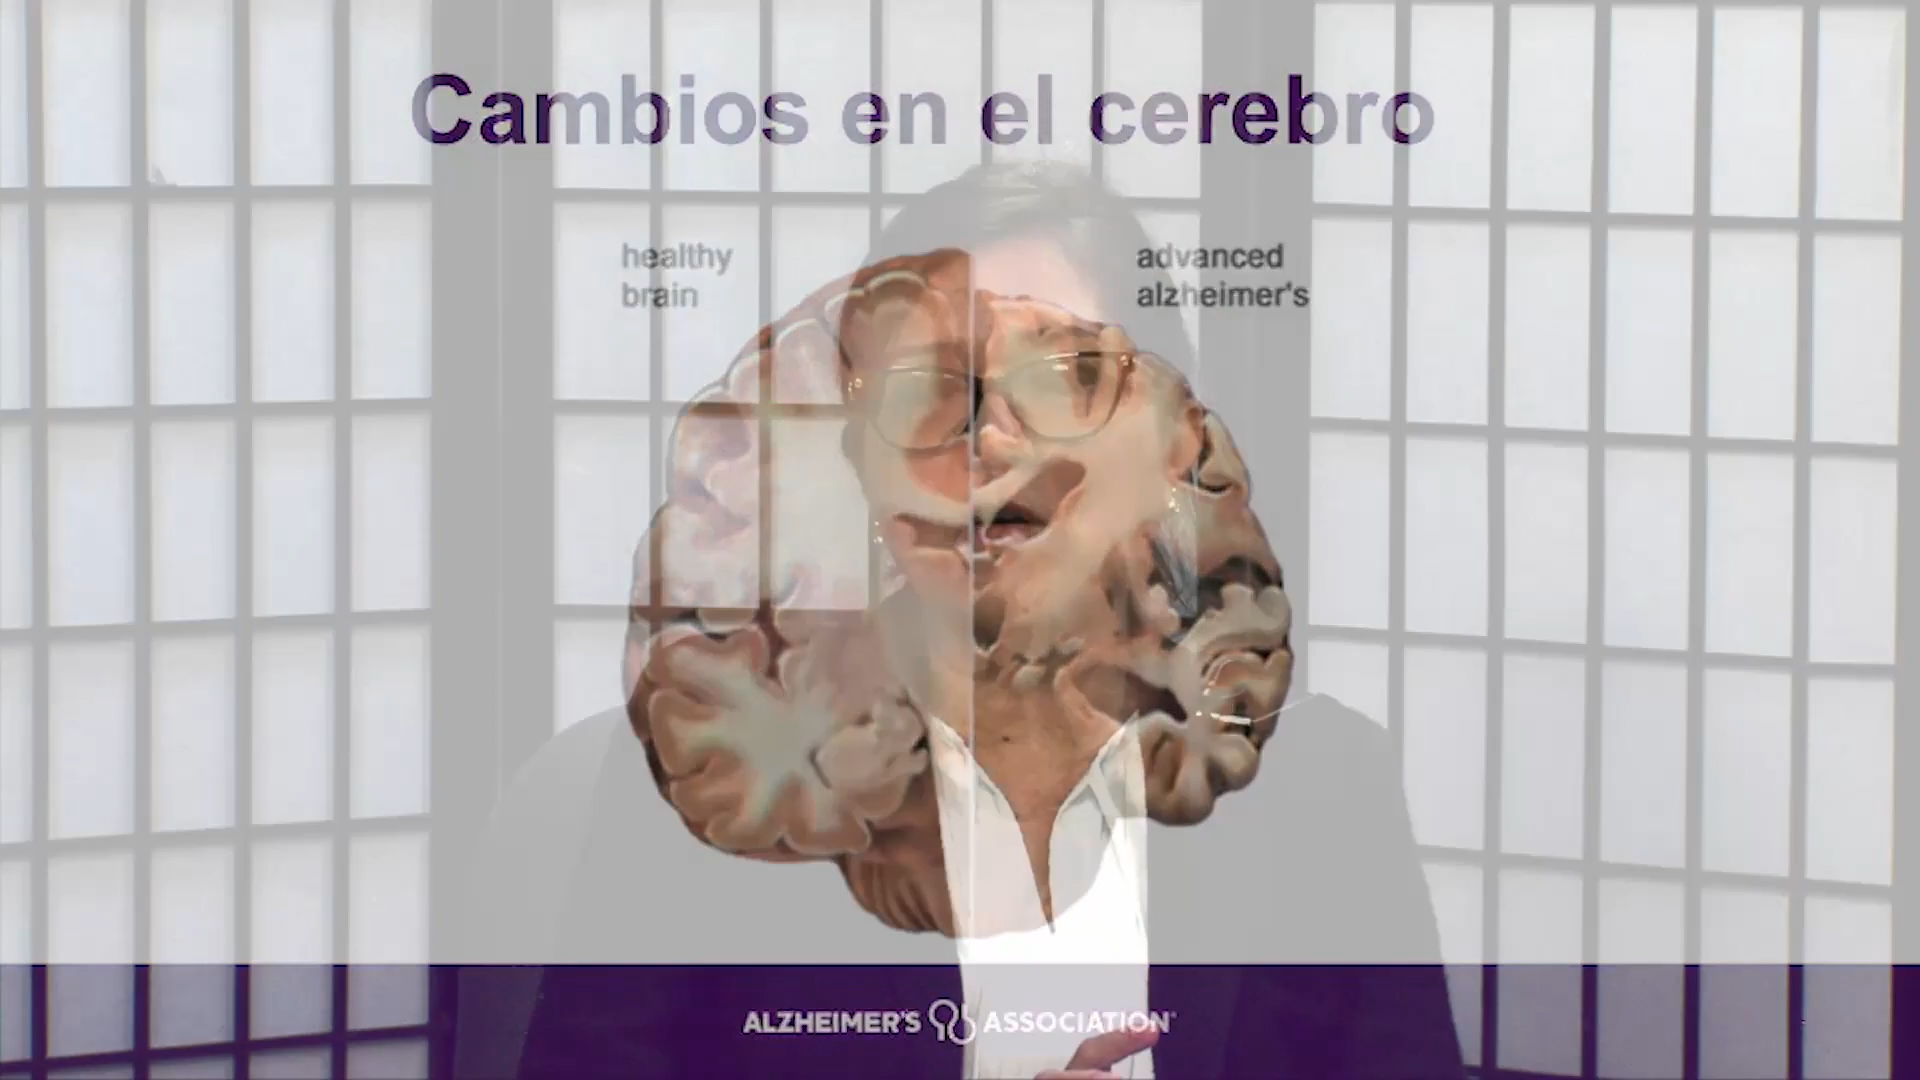 Cambios en el cerebro
healthy
brain
advanced
alzheimer's
ALZHEIMER'S ASSOCIATION